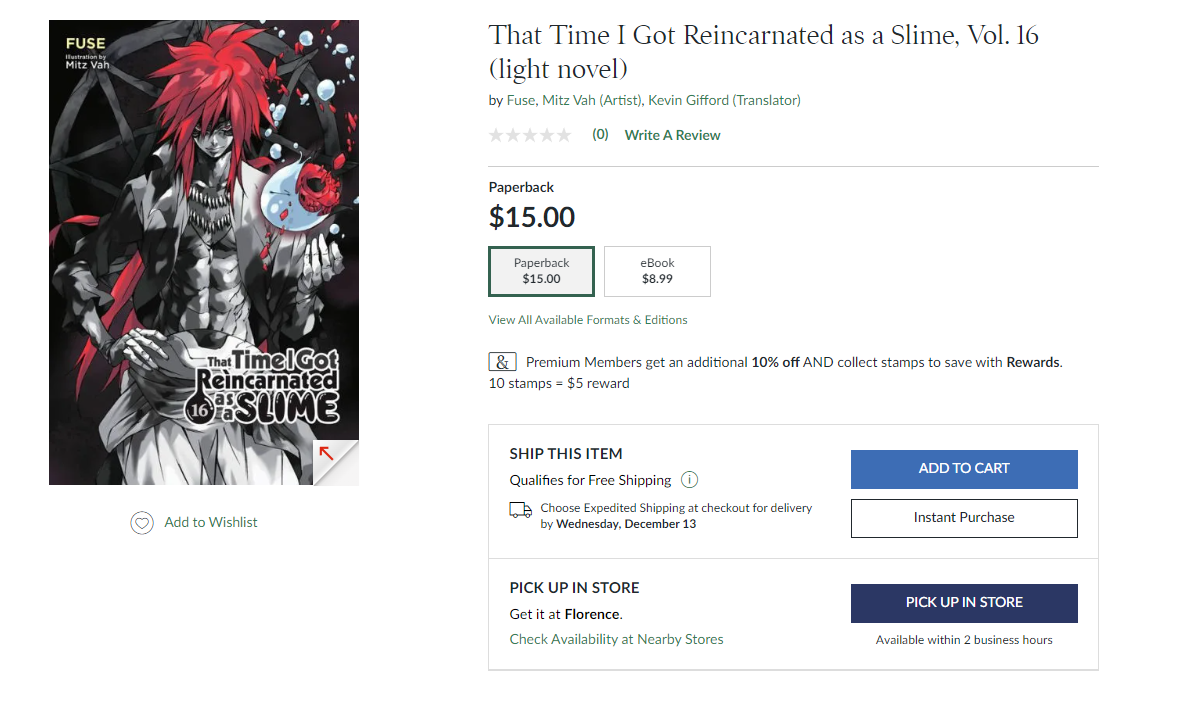 FUSE
Illustration by
Mitz Vah
That Time I Got
Reincarnated
as
a SLIME
16
Add to Wishlist
That Time I Got Reincarnated as a Slime, Vol. 16
(light novel)
by Fuse, Mitz Vah (Artist), Kevin Gifford (Translator)
(0) Write A Review
Paperback
$15.00
Paperback
$15.00
eBook
$8.99
View All Available Formats & Editions
& Premium Members get an additional 10% off AND collect stamps to save with Rewards.
10 stamps = $5 reward
SHIP THIS ITEM
Qualifies for Free Shipping i
Choose Expedited Shipping at checkout for delivery
by Wednesday, December 13
ADD TO CART
Instant Purchase
PICK UP IN STORE
Get it at Florence.
Check Availability at Nearby Stores
PICK UP IN STORE
Available within 2 business hours